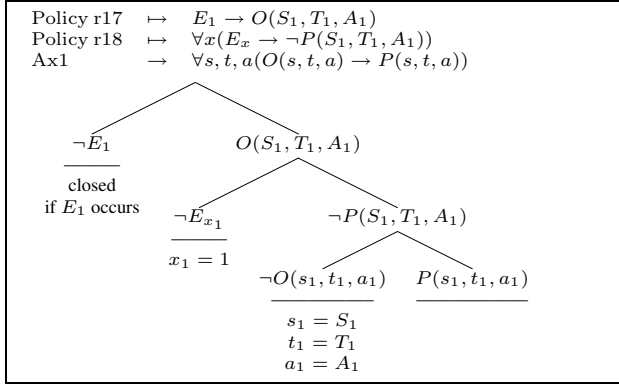 Policy r17 ↦ E₁ → O(S₁, T₁, A₁)
Policy r18 ↦ ∀x(Eₓ → ¬P(S₁, T₁, A₁))
Ax1 → ∀s, t, a(O(s, t, a) → P(s, t, a))
¬E₁ O(S₁, T₁, A₁)
closed
if E₁ occurs
¬Eₓ₁ ¬P(S₁, T₁, A₁)
x₁ = 1
¬O(s₁, t₁, a₁) P(s₁, t₁, a₁)
s₁ = S₁
t₁ = T₁
a₁ = A₁